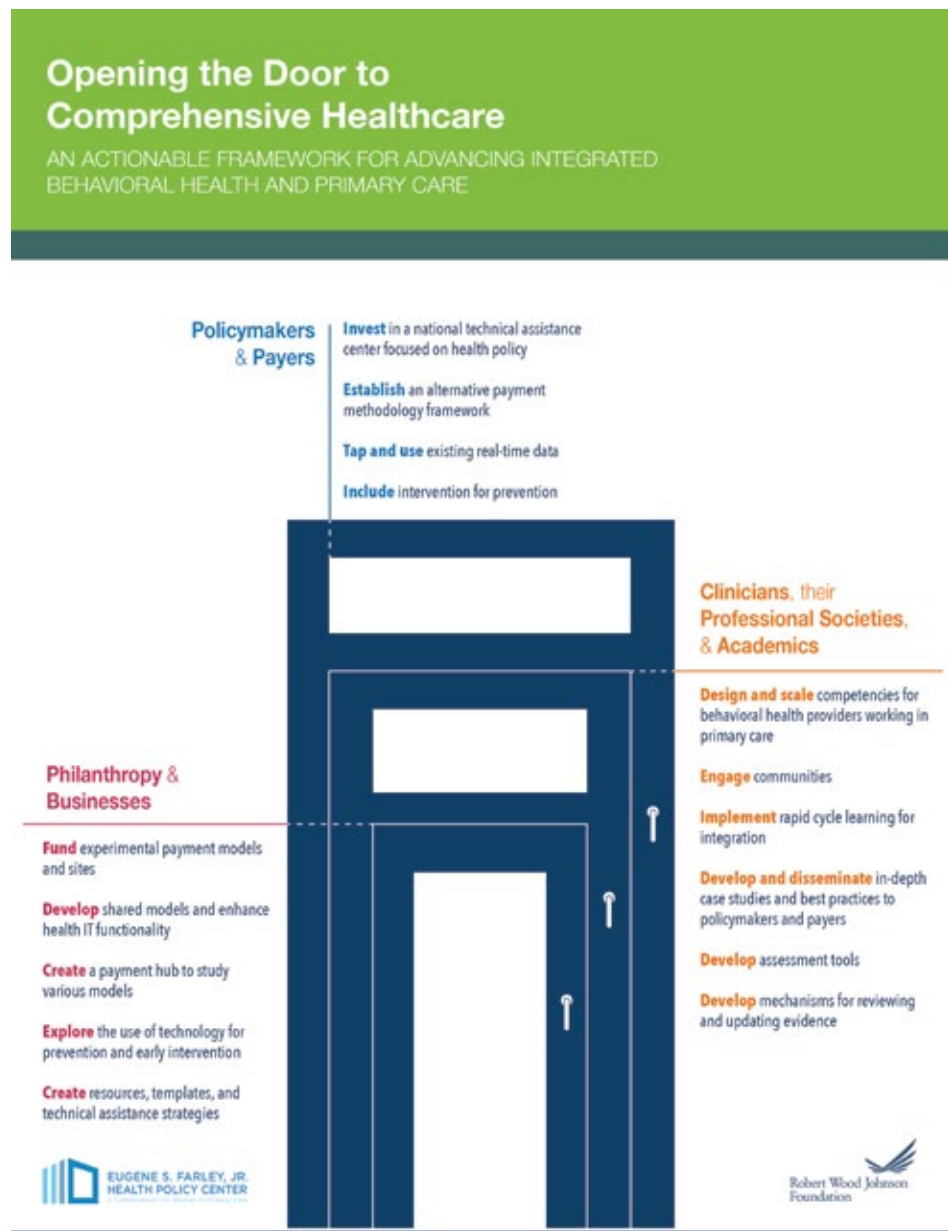 Opening the Door to
Comprehensive Healthcare
AN ACTIONABLE FRAMEWORK FOR ADVANCING INTEGRATED
BEHAVIORAL HEALTH AND PRIMARY CARE
Policymakers
& Payers
Invest in a national technical assistance
center focused on health policy
Establish an alternative payment
methodology framework
Tap and use existing real-time data
Include intervention for prevention
Clinicians, their
Professional Societies,
& Academics
Design and scale competencies for
behavioral health providers working in
primary care
Engage communities
Implement rapid cycle learning for
integration
Develop and disseminate in-depth
case studies and best practices to
policymakers and payers
Develop assessment tools
Develop mechanisms for reviewing
and updating evidence
Philanthropy &
Businesses
Fund experimental payment models
and sites
Develop shared models and enhance
health IT functionality
Create a payment hub to study
various models
Explore the use of technology for
prevention and early intervention
Create resources, templates, and
technical assistance strategies
EUGENE S. FARLEY, JR.
HEALTH POLICY CENTER
Robert Wood Johnson
Foundation